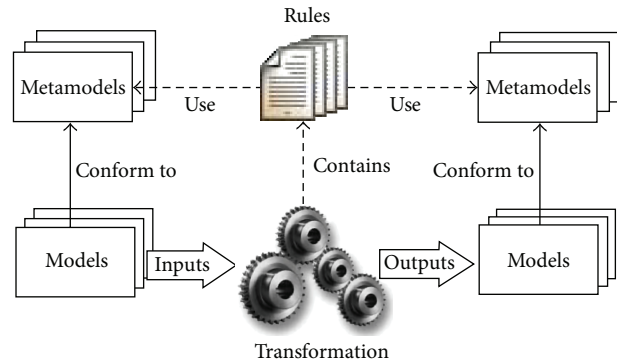 Rules
Metamodels
Metamodels
Use
Use
Conform to
Contains
Conform to
Models
Inputs
Outputs
Models
Transformation